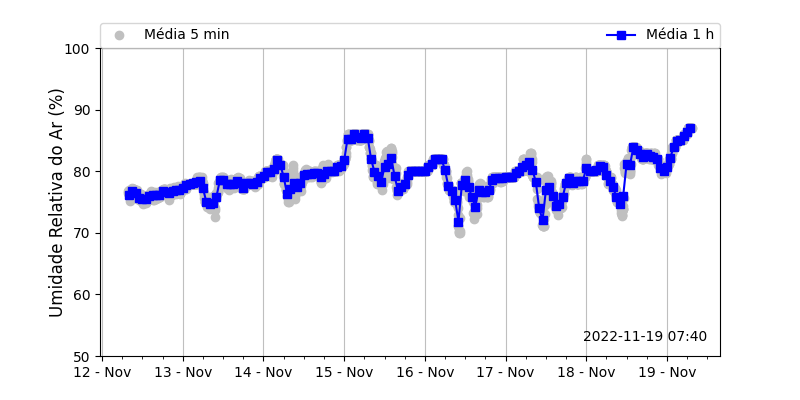 Média 5 min Média 1 h
Umidade Relativa do Ar (%)
100
90
80
70
60
50
2022-11-19 07:40
12 - Nov 13 - Nov 14 - Nov 15 - Nov 16 - Nov 17 - Nov 18 - Nov 19 - Nov